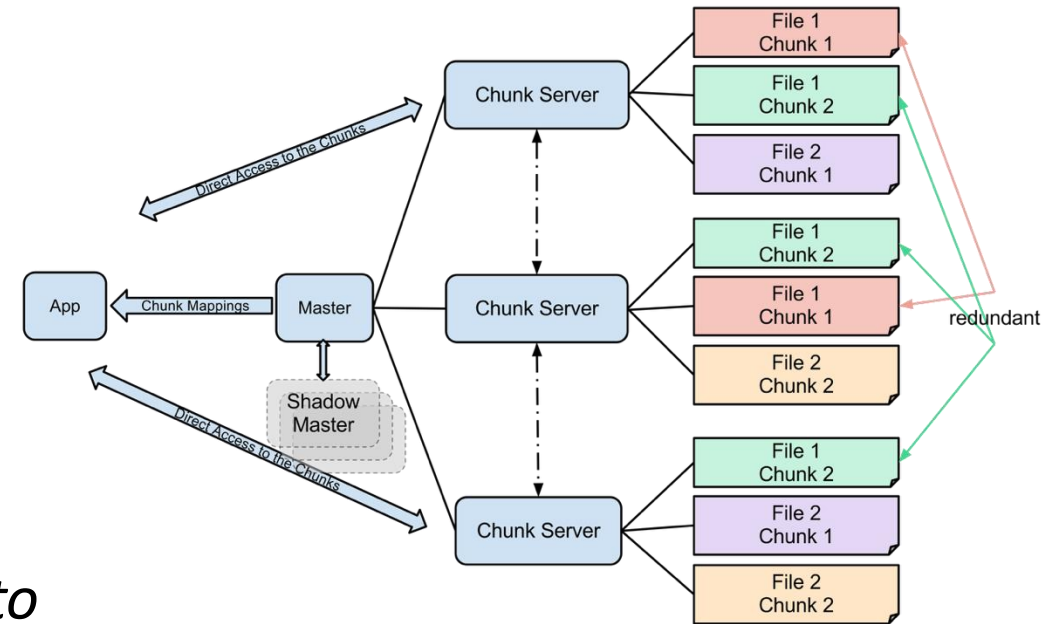 File 1
Chunk 1
File 1
Chunk 2
File 2
Chunk 1
Chunk Server
Direct Access to the Chunks
File 1
Chunk 2
File 1
Chunk 1
File 2
Chunk 2
Chunk Server
App
Chunk Mappings
Master
redundant
Shadow
Master
Direct Access to the Chunks
File 1
Chunk 2
File 2
Chunk 1
File 2
Chunk 2
Chunk Server
to